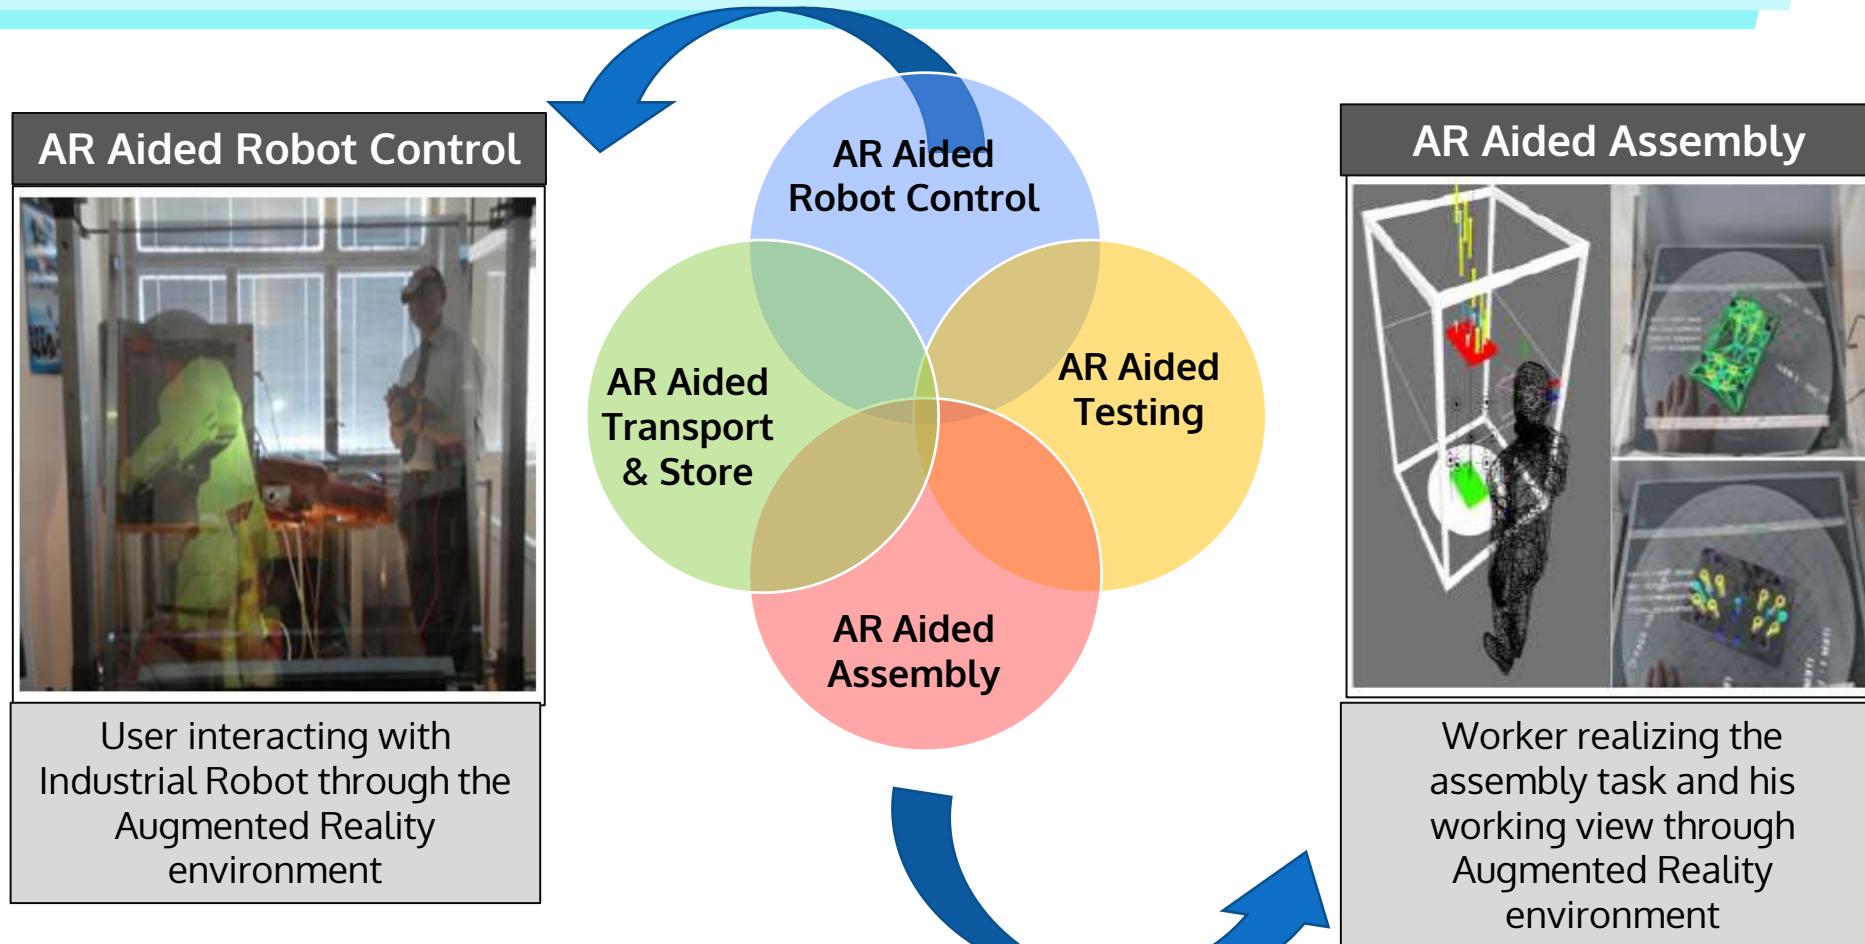 AR Aided Robot Control
User interacting with
Industrial Robot through the
Augmented Reality
environment
AR Aided
Robot Control
AR Aided
Transport
& Store
AR Aided
Testing
AR Aided
Assembly
AR Aided Assembly
Worker realizing the
assembly task and his
working view through
Augmented Reality
environment